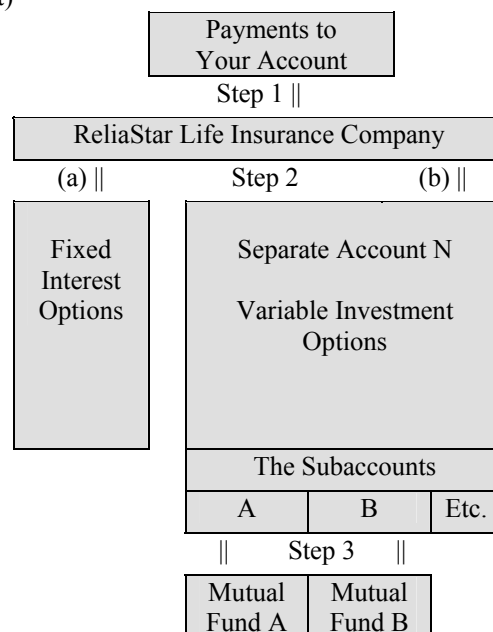 Payments to
Your Account
Step 1 ||
ReliaStar Life Insurance Company
(a) || Step 2 (b) ||
Fixed
Interest
Options
Separate Account N
Variable Investment
Options
The Subaccounts
A B Etc.
|| Step 3 ||
Mutual Mutual
Fund A Fund B